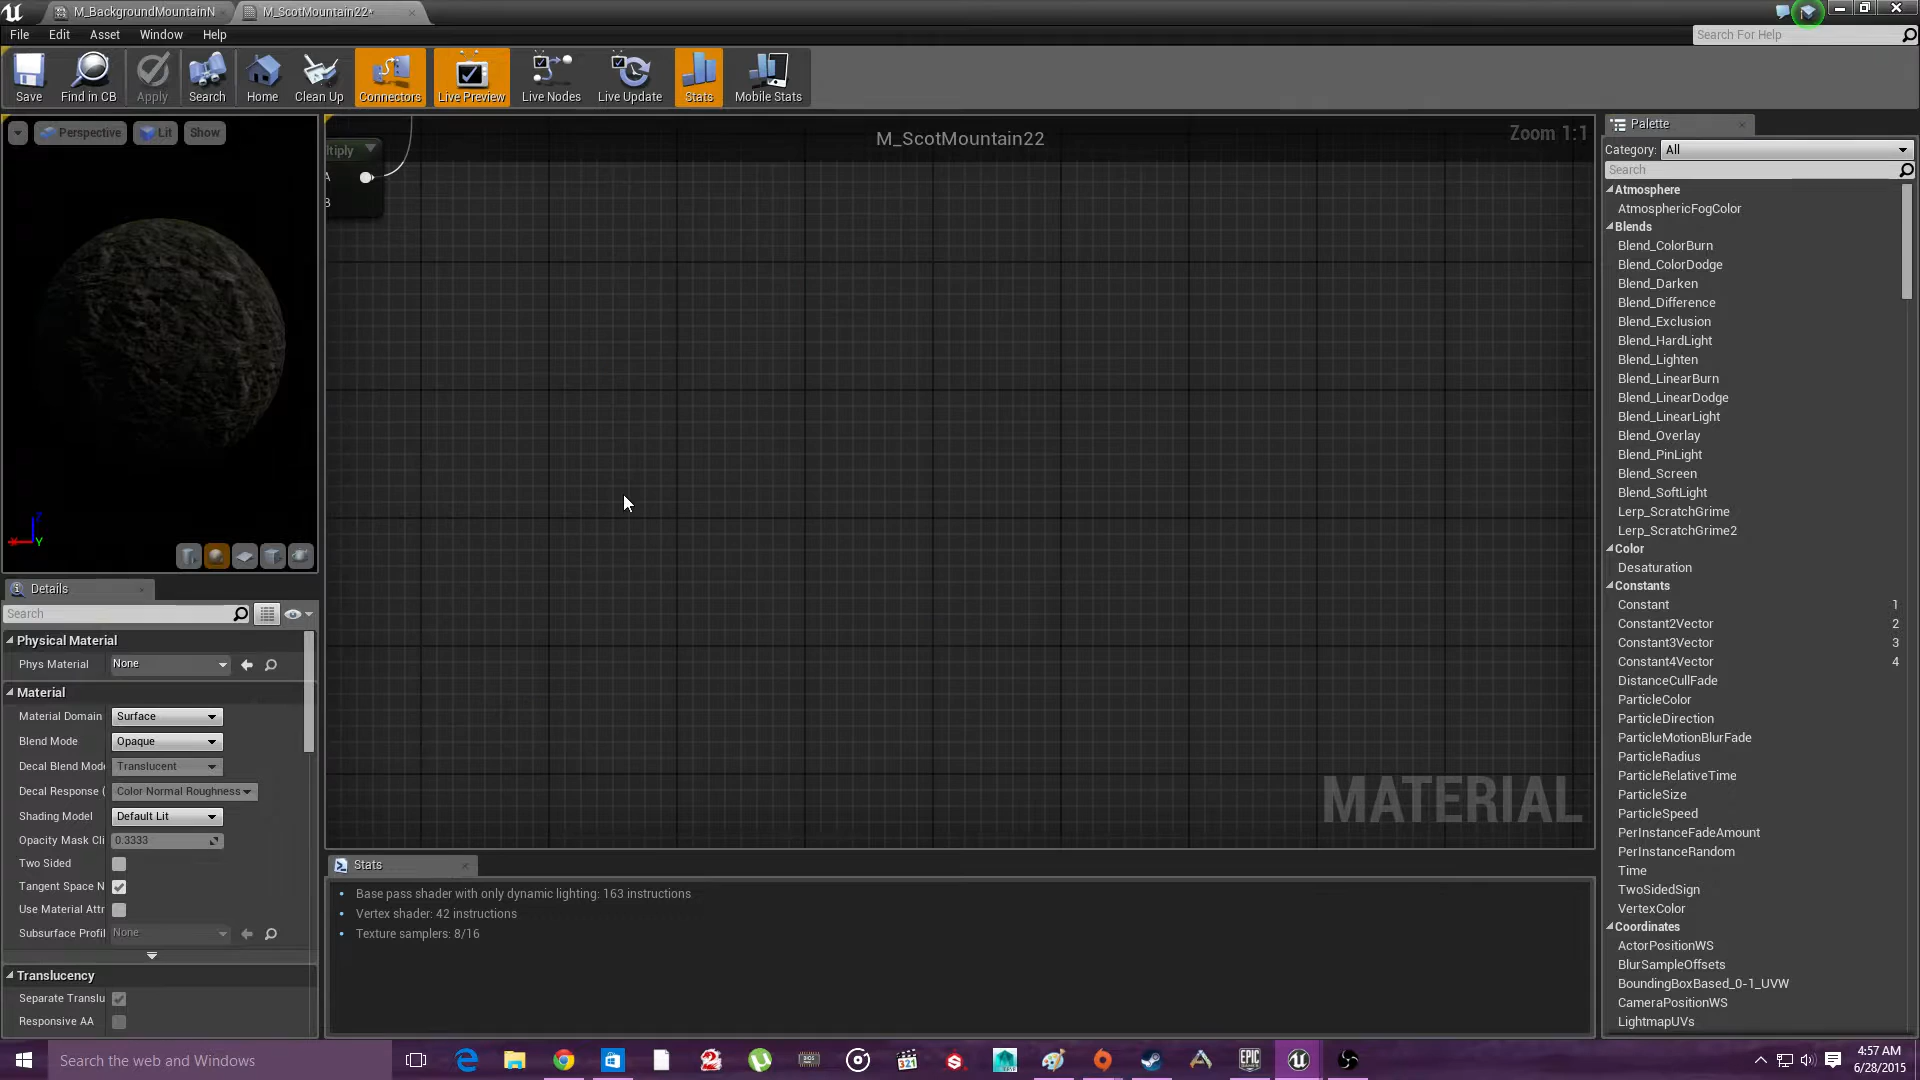 M_BackgroundMountainN
M_ScotMountain22*
File Edit Asset Window Help
Search For Help
Save
Find in CB
Apply
Search
Home
Clean Up
Connectors
Live Preview
Live Nodes
Live Update
Stats
Mobile Stats
Perspective
Lit
Show
ltiply
A
B
M_ScotMountain22
Zoom 1:1
MATERIAL
Details
Search
Physical Material
Phys Material None
Material
Material Domain Surface
Blend Mode Opaque
Decal Blend Mode Translucent
Decal Response ( Color Normal Roughness
Shading Model Default Lit
Opacity Mask Cli 0.3333
Two Sided
Tangent Space N
Use Material Attr
Subsurface Profil None
Translucency
Separate Translu
Responsive AA
Stats
Base pass shader with only dynamic lighting: 163 instructions
Vertex shader: 42 instructions
Texture samplers: 8/16
Palette
Category: All
Search
Atmosphere
AtmosphericFogColor
Blends
Blend_ColorBurn
Blend_ColorDodge
Blend_Darken
Blend_Difference
Blend_Exclusion
Blend_HardLight
Blend_Lighten
Blend_LinearBurn
Blend_LinearDodge
Blend_LinearLight
Blend_Overlay
Blend_PinLight
Blend_Screen
Blend_SoftLight
Lerp_ScratchGrime
Lerp_ScratchGrime2
Color
Desaturation
Constants
Constant 1
Constant2Vector 2
Constant3Vector 3
Constant4Vector 4
DistanceCullFade
ParticleColor
ParticleDirection
ParticleMotionBlurFade
ParticleRadius
ParticleRelativeTime
ParticleSize
ParticleSpeed
PerInstanceFadeAmount
PerInstanceRandom
Time
TwoSidedSign
VertexColor
Coordinates
ActorPositionWS
BlurSampleOffsets
BoundingBoxBased_0-1_UVW
CameraPositionWS
LightmapUVs
Search the web and Windows
4:57 AM
6/28/2015